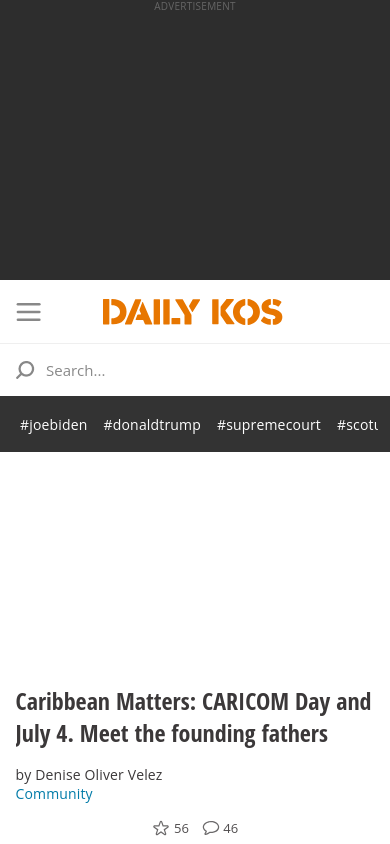 ADVERTISEMENT
DAILY KOS
Search...
#joebiden #donaldtrump #supremecourt
Caribbean Matters: CARICOM Day and
July 4. Meet the founding fathers
by Denise Oliver Velez
Community
56 46